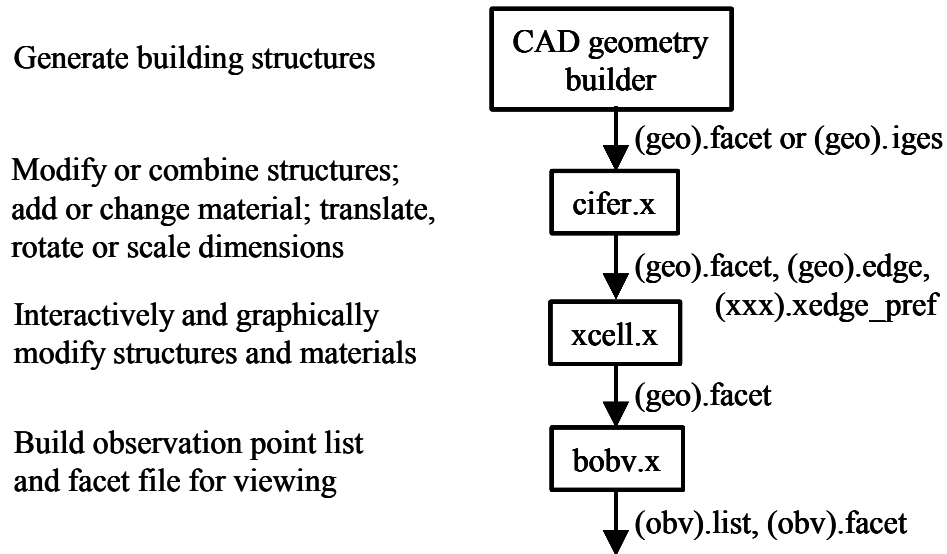 Generate building structures
CAD geometry
builder
(geo).facet or (geo).iges
Modify or combine structures;
add or change material; translate,
rotate or scale dimensions
cifer.x
(geo).facet, (geo).edge,
(xxx).xedge_pref
Interactively and graphically
modify structures and materials
xcell.x
(geo).facet
Build observation point list
and facet file for viewing
bobv.x
(obv).list, (obv).facet